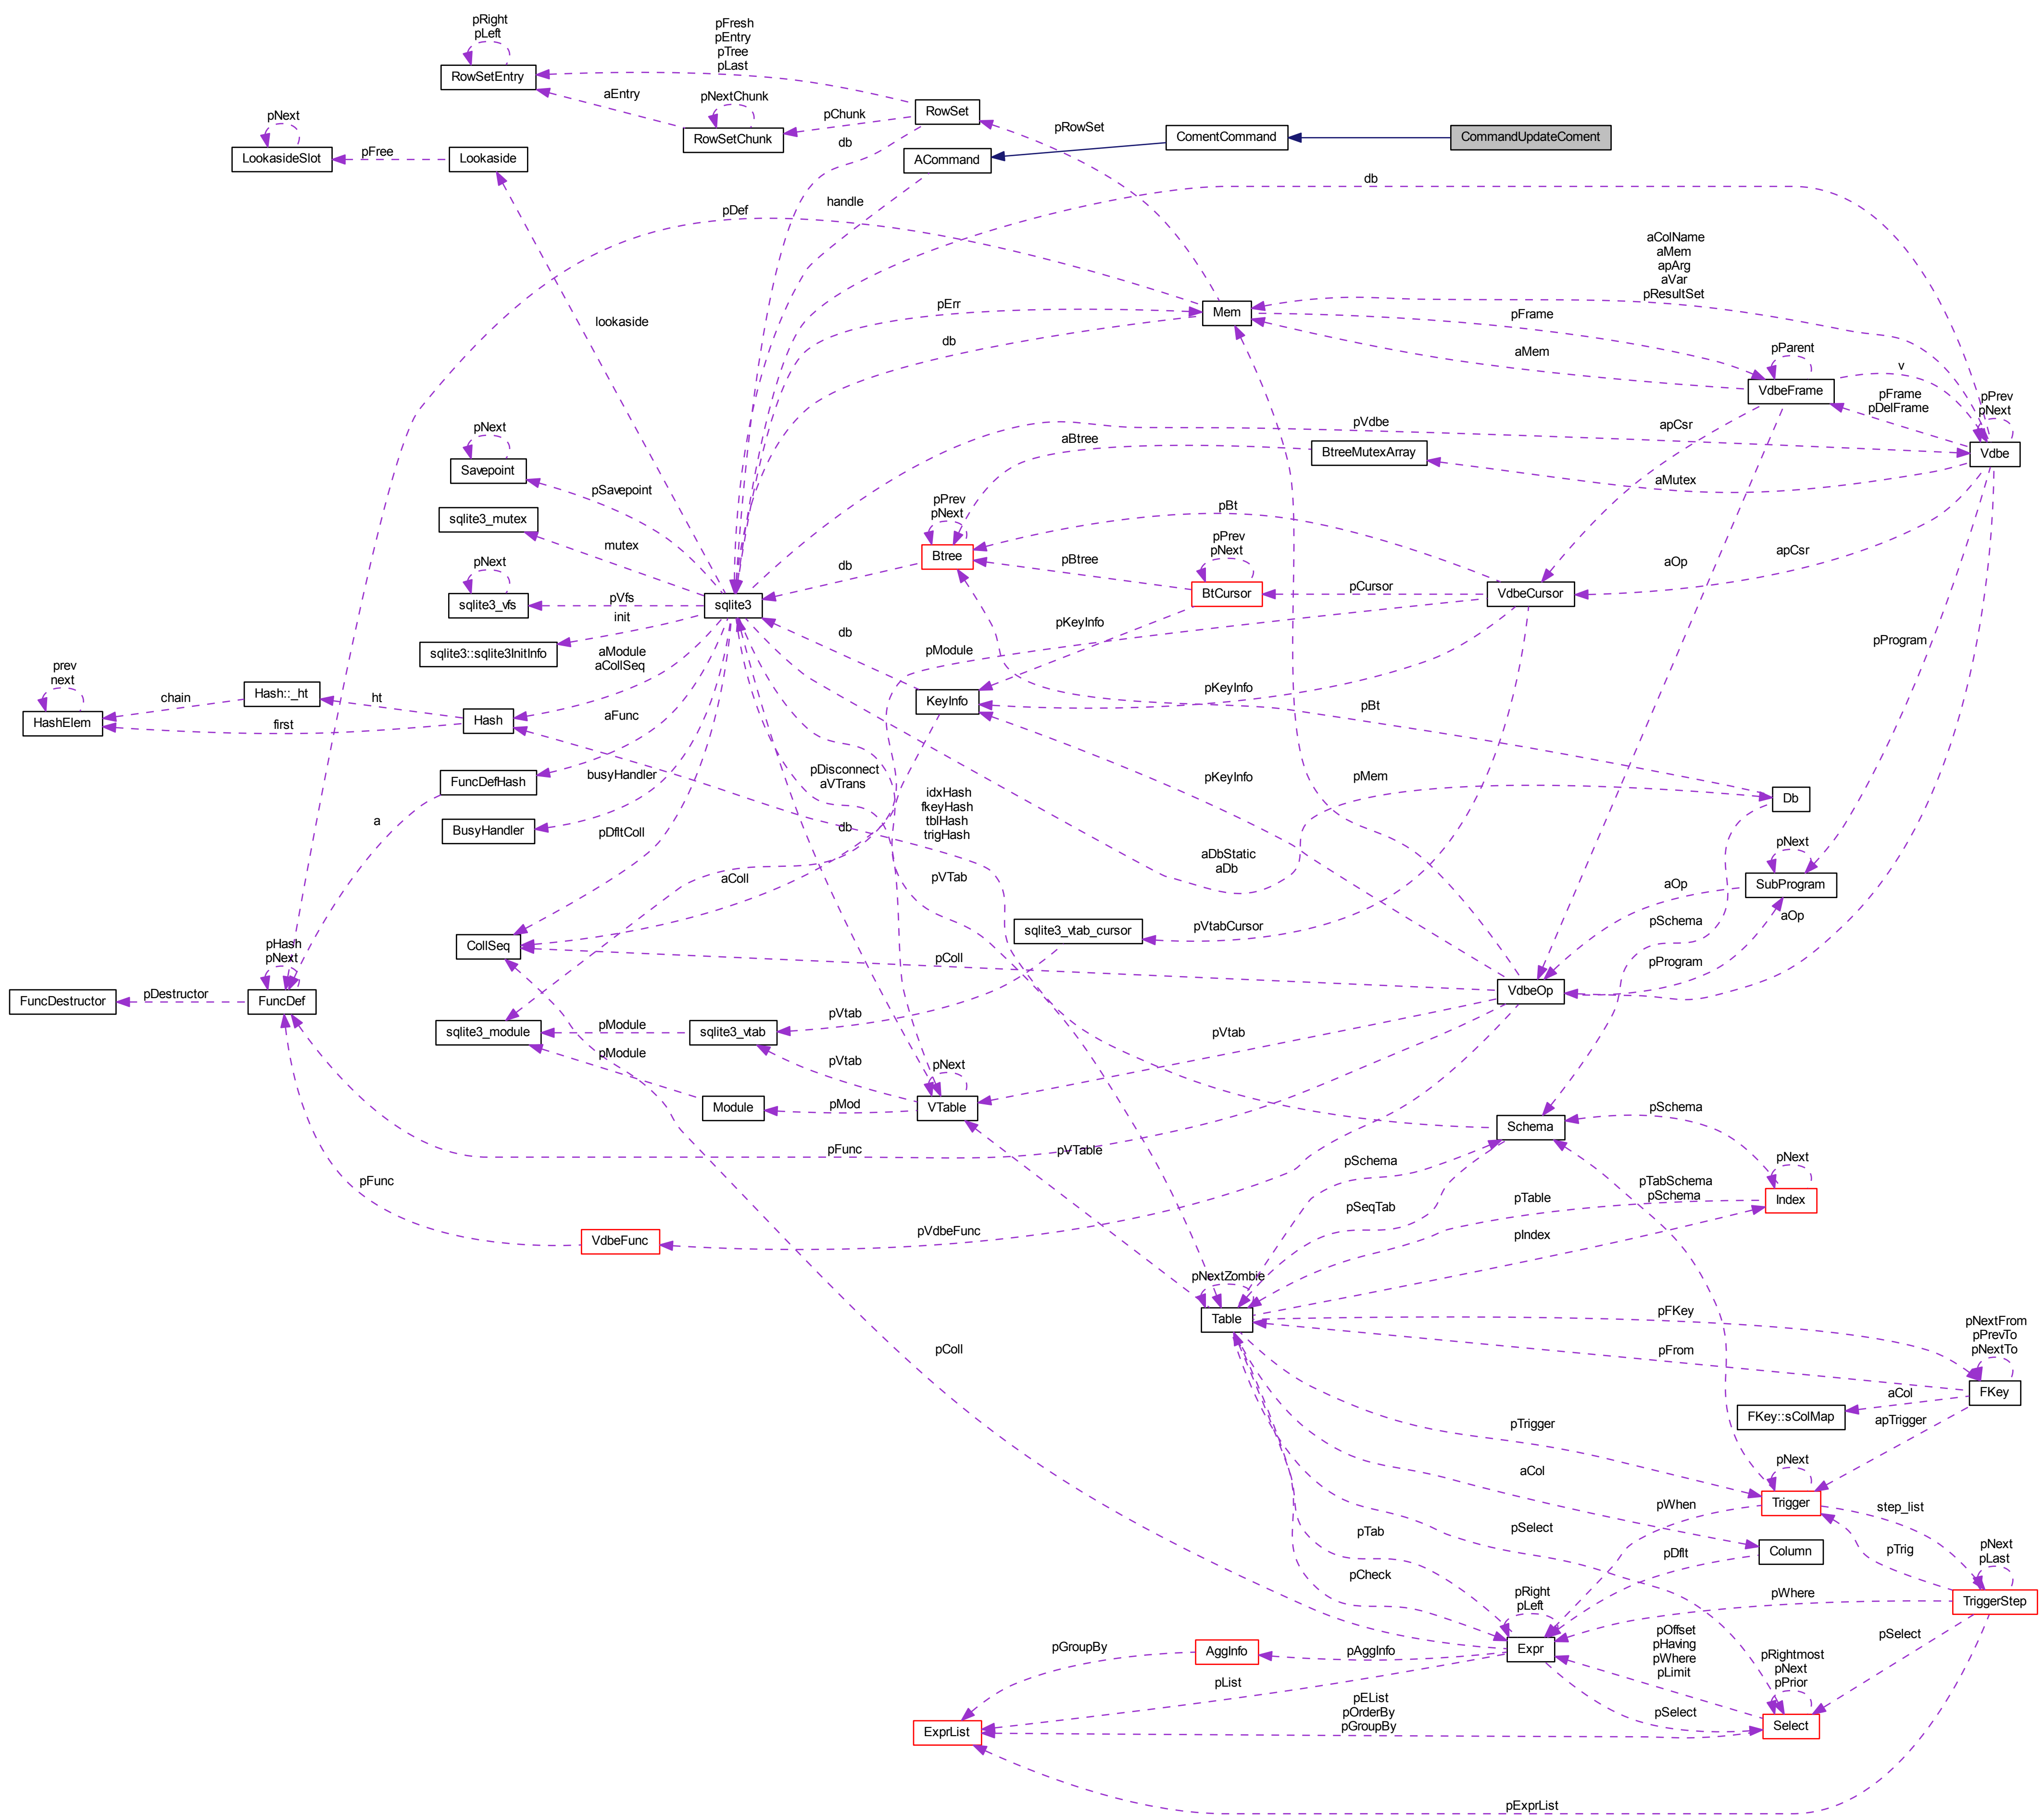 pRight
pLeft
pFresh
pEntry
pTree
pLast
RowSetEntry
aEntry
pNextChunk
RowSetChunk
pChunk
RowSet
pRowSet
pNext
LookasideSlot
pFree
Lookaside
db
ACommand
ComentCommand
CommandUpdateComent
handle
db
pDef
lookaside
aColName
aMem
apArg
aVar
pResultSet
pErr
Mem
pFrame
db
aMem
pParent
VdbeFrame
v
pFrame
pDelFrame
pPrev
pNext
Vdbe
pVdbe
apCsr
pNext
Savepoint
pSavepoint
aBtree
BtreeMutexArray
aMutex
sqlite3_mutex
mutex
pPrev
pNext
Btree
pBt
pPrev
pNext
BtCursor
pBtree
db
pCursor
VdbeCursor
apCsr
aOp
pNext
sqlite3_vfs
pVfs
sqlite3
init
sqlite3::sqlite3InitInfo
pKeyInfo
db
pModule
pProgram
aModule
aCollSeq
prev
next
HashElem
chain
Hash::_ht
ht
first
Hash
KeyInfo
pKeyInfo
pBt
aFunc
FuncDefHash
busyHandler
BusyHandler
pDisconnect
aVTrans
idxHash
fkeyHash
tblHash
trigHash
db
pKeyInfo
pMem
Db
a
pDfltColl
aDbStatic
aDb
pNext
SubProgram
aOp
aOp
pProgram
pSchema
aColl
pVTab
sqlite3_vtab_cursor
pVtabCursor
CollSeq
pColl
pHash
pNext
FuncDestructor
pDestructor
FuncDef
VdbeOp
sqlite3_module
pModule
sqlite3_vtab
pVtab
pVtab
pModule
pVtab
pNext
Module
pMod
VTable
pSchema
Schema
pFunc
pVTable
pSchema
pNext
Index
pTabSchema
pSchema
pTable
pSeqTab
pIndex
pFunc
VdbeFunc
pVdbeFunc
pNextZombie
Table
pFKey
pNextFrom
pPrevTo
pNextTo
FKey
pFrom
pColl
aCol
FKey::sColMap
apTrigger
pTrigger
pNext
Trigger
aCol
pWhen
step_list
pSelect
pTab
Column
pDflt
pTrig
pNext
pLast
TriggerStep
pCheck
pRight
pLeft
Expr
pWhere
pGroupBy
AggInfo
pAggInfo
pOffset
pHaving
pWhere
pLimit
pSelect
pRightmost
pNext
pPrior
Select
pList
pEList
pOrderBy
pGroupBy
pSelect
ExprList
pExprList